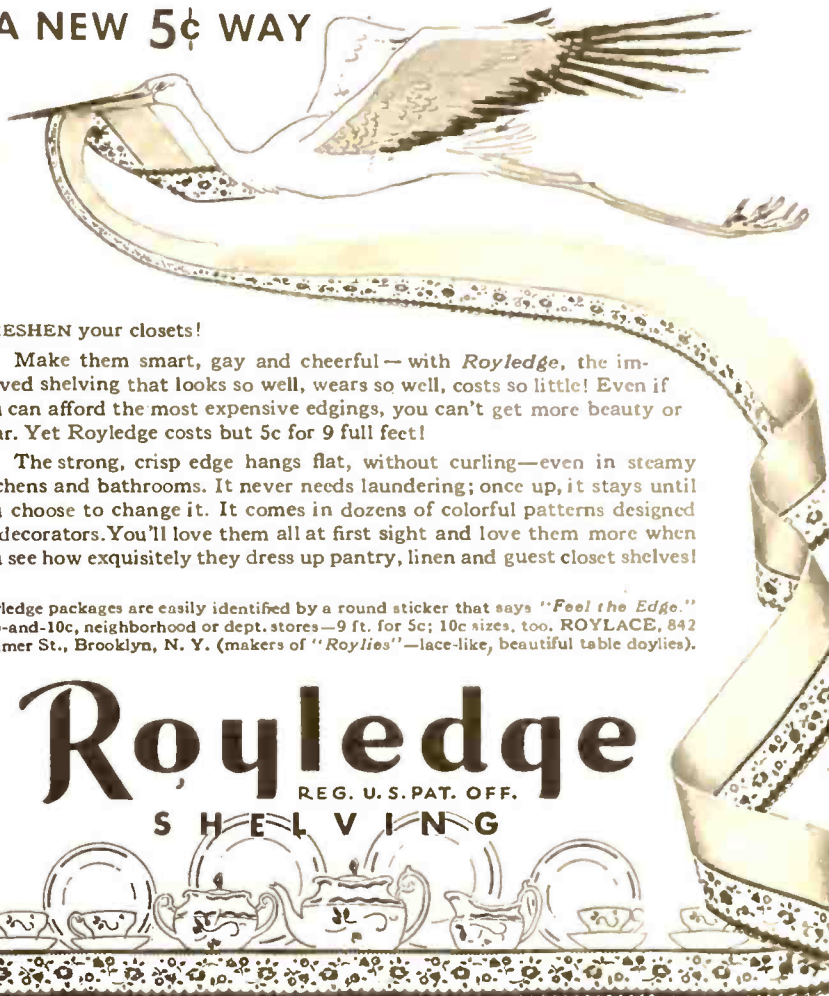 A NEW 5¢ WAY
ESHEN your closets!
Make them smart, gay and cheerful — with Royledge, the im-
ved shelving that looks so well, wears so well, costs so little! Even if
can afford the most expensive edgings, you can't get more beauty or
ar. Yet Royledge costs but 5c for 9 full feet!
The strong, crisp edge hangs flat, without curling—even in steamy
chens and bathrooms. It never needs laundering; once up, it stays until
choose to change it. It comes in dozens of colorful patterns designed
decorators. You'll love them all at first sight and love them more when
see how exquisitely they dress up pantry, linen and guest closet shelves!
ledge packages are easily identified by a round sticker that says "Feel the Edge."
-and-10c, neighborhood or dept. stores—9 ft. for 5c; 10c sizes, too. ROYLACE, 842
mer St., Brooklyn, N. Y. (makers of "Roylies"—lace-like, beautiful table doylies).
Royledge
REG. U.S. PAT. OFF.
SHELVING